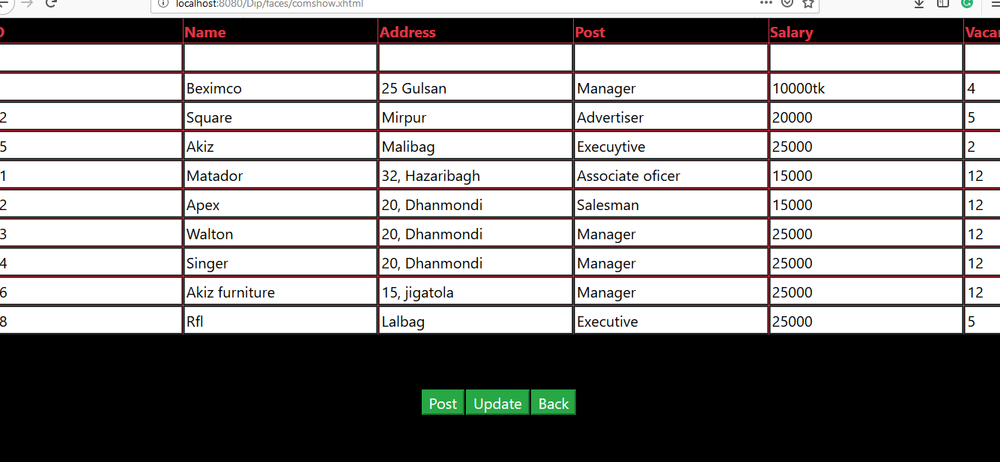 localhost:8080/Dip/faces/comshow.xhtml
Name Address Post Salary
Beximco 25 Gulsan Manager 10000tk 4
2 Square Mirpur Advertiser 20000 5
5 Akiz Malibag Execuytive 25000 2
1 Matador 32, Hazaribagh Associate oficer 15000 12
2 Apex 20, Dhanmondi Salesman 15000 12
3 Walton 20, Dhanmondi Manager 25000 12
4 Singer 20, Dhanmondi Manager 25000 12
6 Akiz furniture 15, jigatola Manager 25000 12
8 Rfl Lalbag Executive 25000 5
Post Update Back